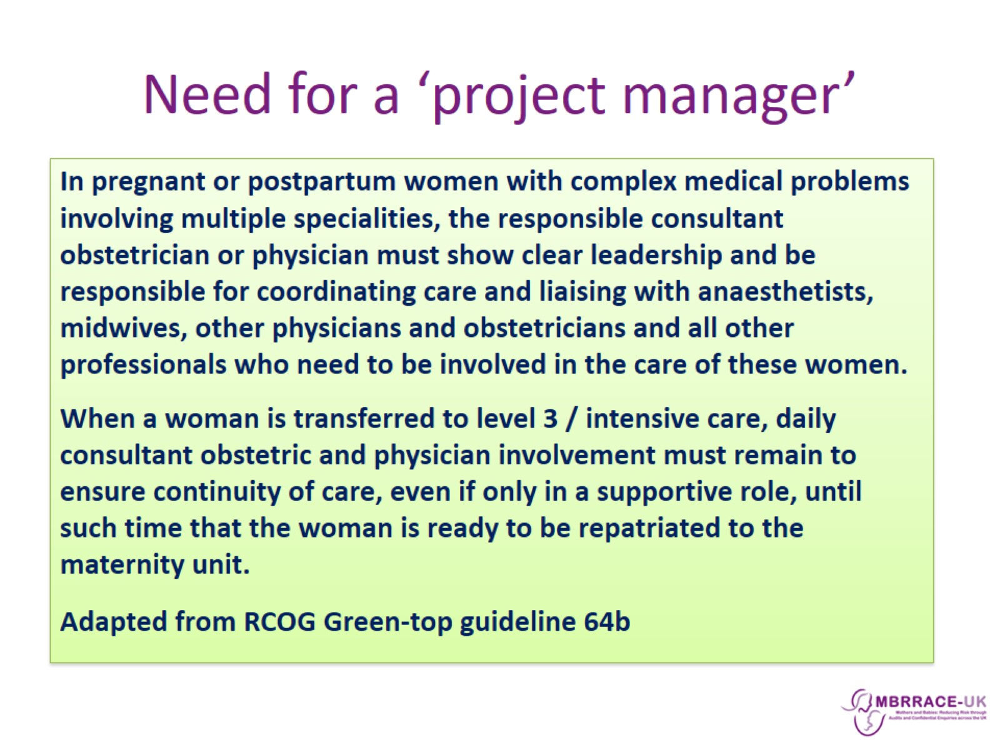 Need for a ‘project manager’
In pregnant or postpartum women with complex medical problems
involving multiple specialities, the responsible consultant
obstetrician or physician must show clear leadership and be
responsible for coordinating care and liaising with anaesthetists,
midwives, other physicians and obstetricians and all other
professionals who need to be involved in the care of these women.
When a woman is transferred to level 3 / intensive care, daily
consultant obstetric and physician involvement must remain to
ensure continuity of care, even if only in a supportive role, until
such time that the woman is ready to be repatriated to the
maternity unit.
Adapted from RCOG Green-top guideline 64b
MBRRACE-UK
Mothers and Babies: Reducing Risk through
Audits and Confidential Enquiries across the UK